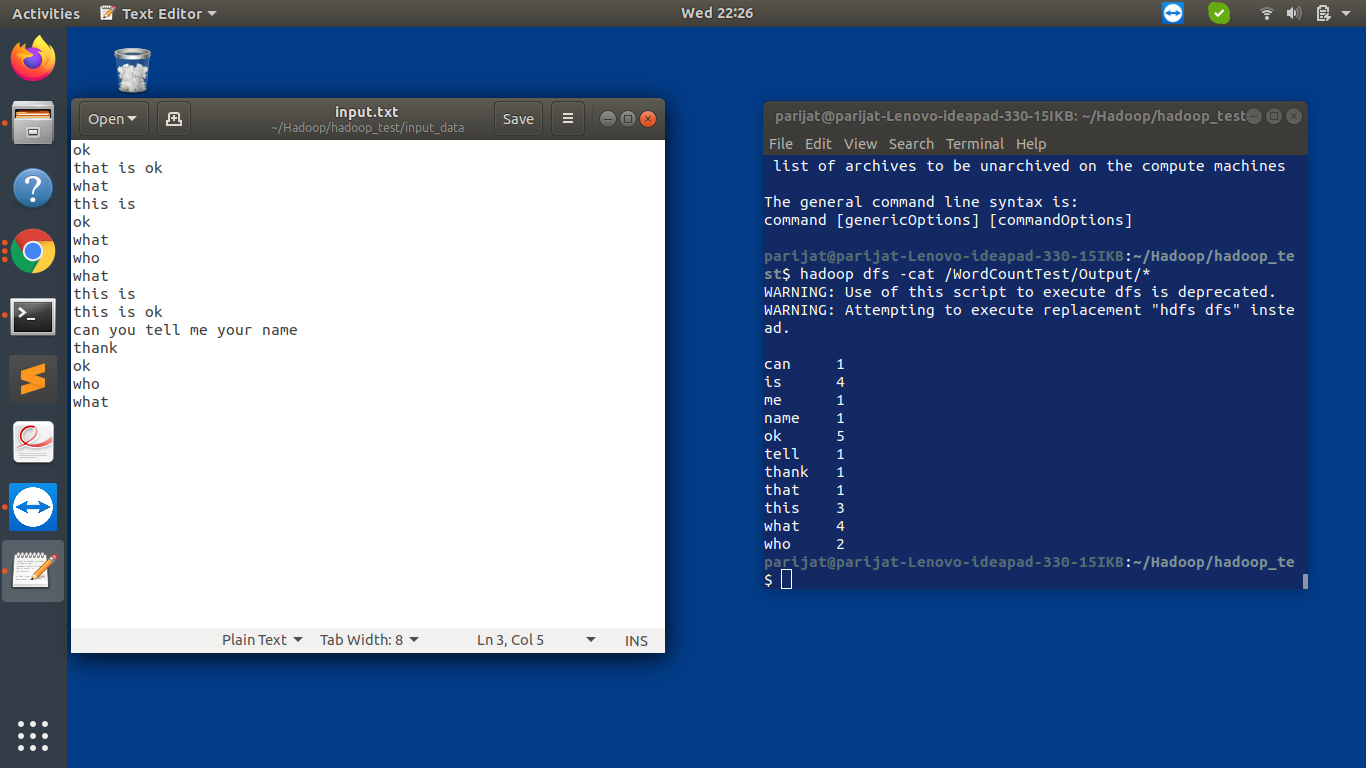 Activities
Text Editor
Wed 22:26
Open
input.txt
~/Hadoop/hadoop_test/input_data
Save
ok
that is ok
what
this is
ok
what
who
what
this is
this is ok
can you tell me your name
thank
ok
who
what
Plain Text
Tab Width: 8
Ln 3, Col 5
INS
parijat@parijat-Lenovo-ideapad-330-15IKB: ~/Hadoop/hadoop_test
File Edit View Search Terminal Help
list of archives to be unarchived on the compute machines
The general command line syntax is:
command [genericOptions] [commandOptions]
parijat@parijat-Lenovo-ideapad-330-15IKB:~/Hadoop/hadoop_te
st$ hadoop dfs -cat /WordCountTest/Output/*
WARNING: Use of this script to execute dfs is deprecated.
WARNING: Attempting to execute replacement "hdfs dfs" inste
ad.
can 1
is 4
me 1
name 1
ok 5
tell 1
thank 1
that 1
this 3
what 4
who 2
parijat@parijat-Lenovo-ideapad-330-15IKB:~/Hadoop/hadoop_te
$